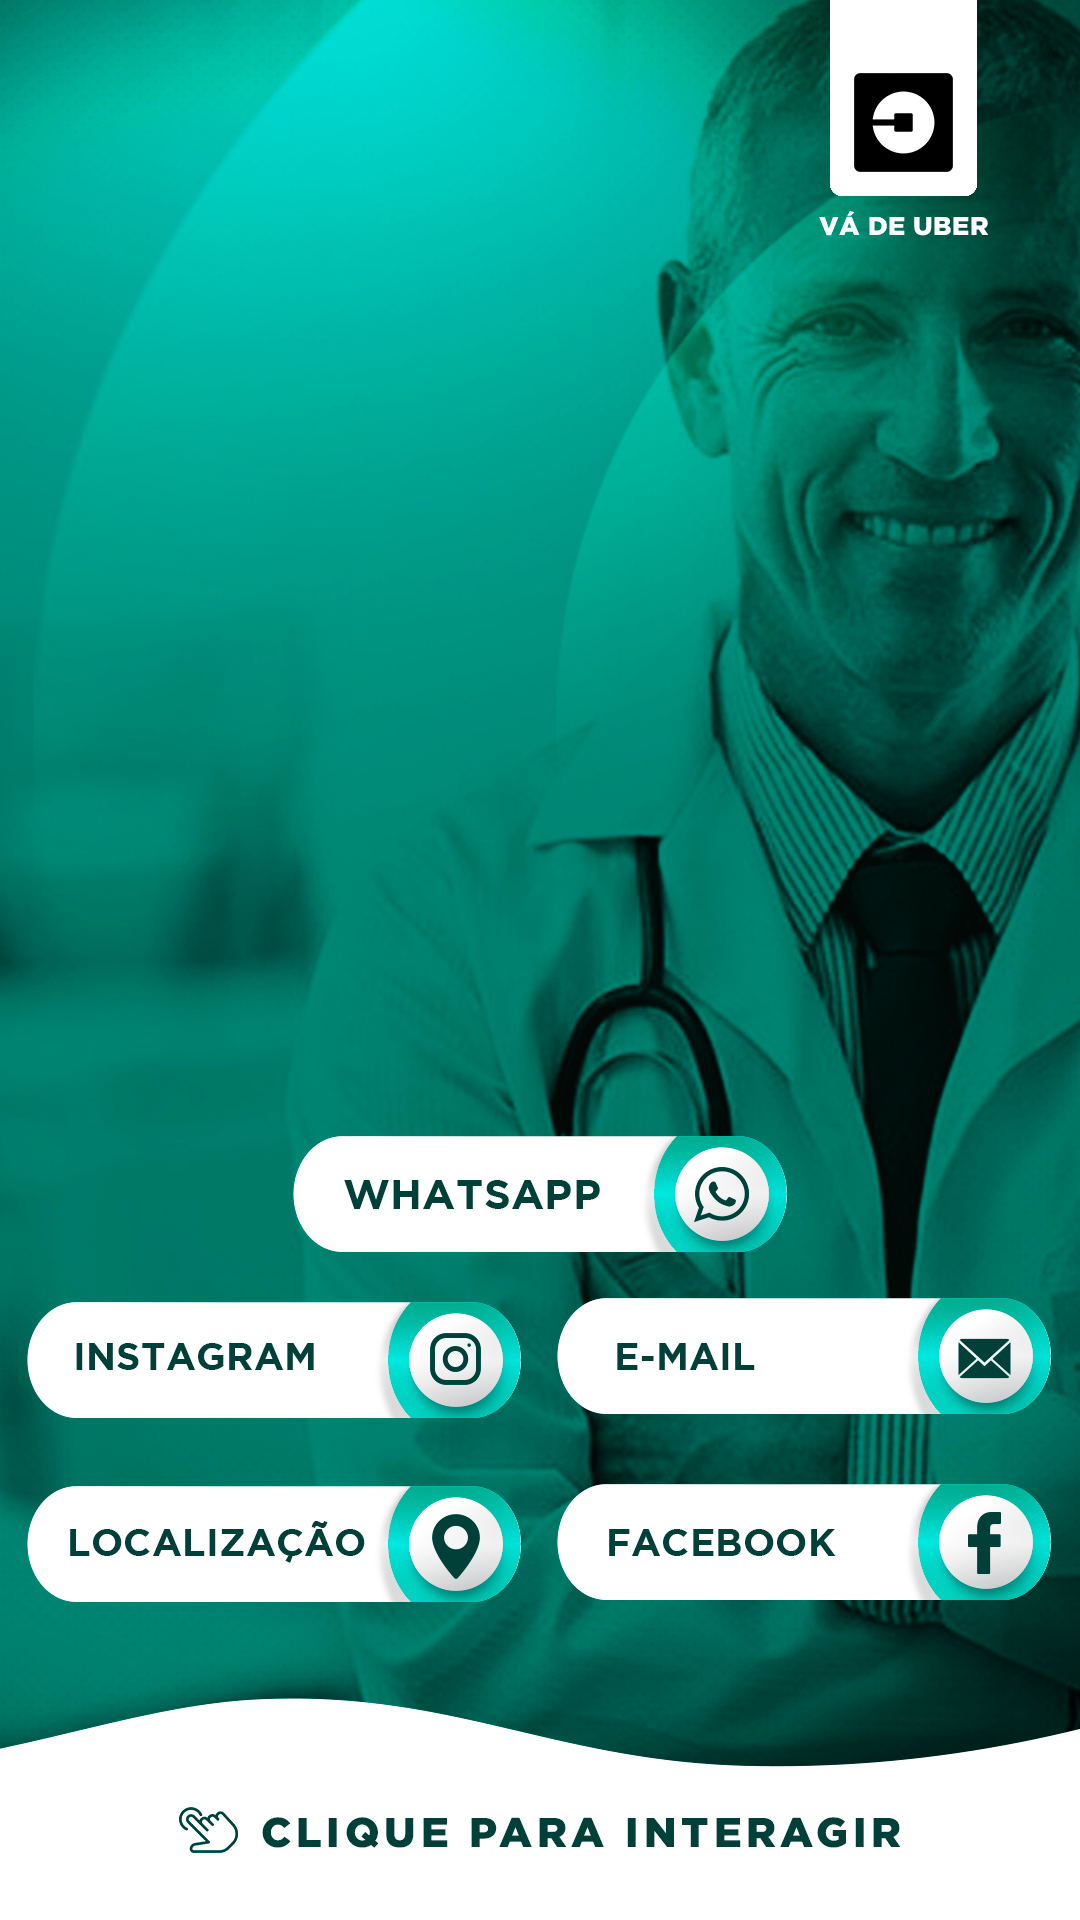 VÁ DE UBER
WHATSAPP
INSTAGRAM
E-MAIL
LOCALIZAÇÃO
FACEBOOK
CLIQUE PARA INTERAGIR